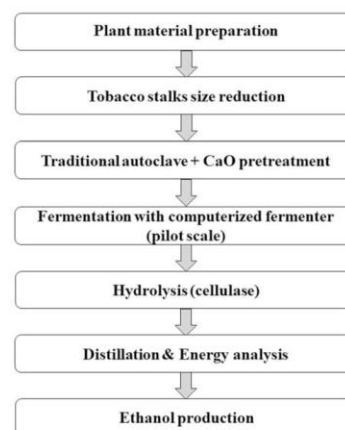 Plant material preparation
Tobacco stalks size reduction
Traditional autoclave + CaO pretreatment
Fermentation with computerized fermenter
(pilot scale)
Hydrolysis (cellulase)
Distillation & Energy analysis
Ethanol production